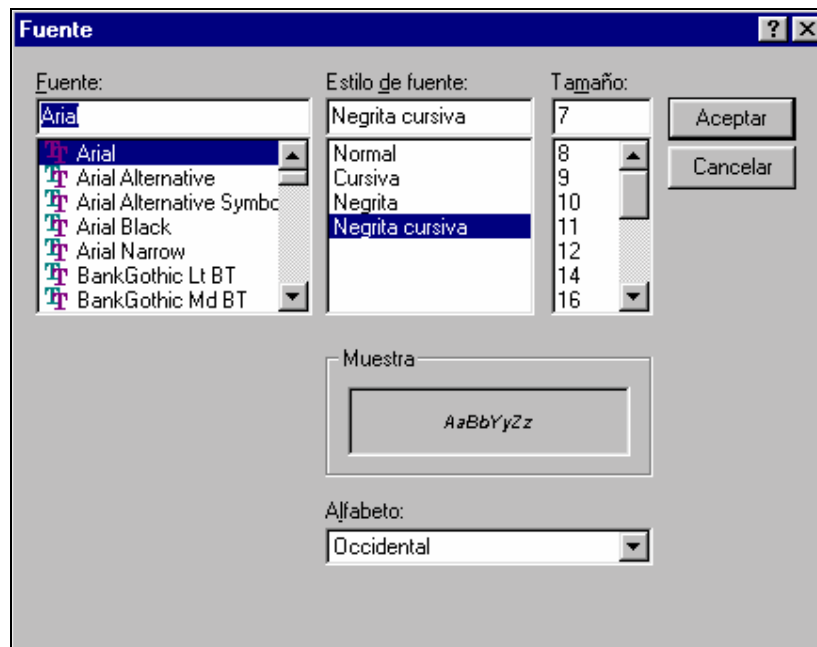 Fuente
Fuente:
Arial
Arial
Arial Alternative
Arial Alternative Symbo
Arial Black
Arial Narrow
BankGothic Lt BT
BankGothic Md BT
Estilo de fuente:
Negrita cursiva
Normal
Cursiva
Negrita
Negrita cursiva
Tamaño:
7
8
9
10
11
12
14
16
Aceptar
Cancelar
Muestra
AaBbYyZz
Alfabeto:
Occidental